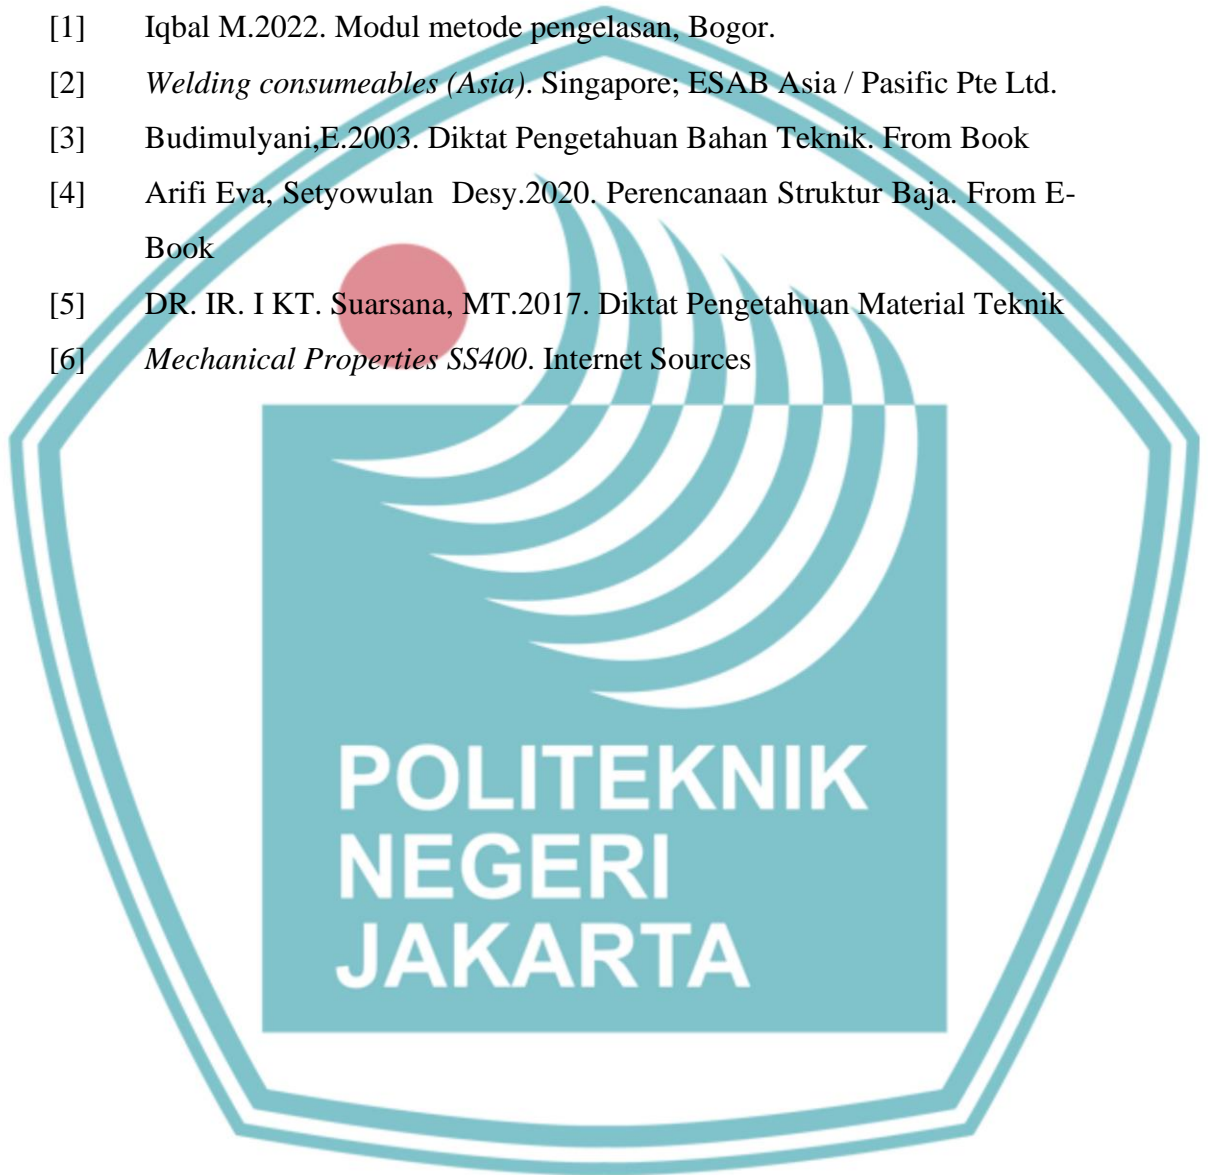 [1] Iqbal M.2022. Modul metode pengelasan, Bogor.
[2] Welding consumeables (Asia). Singapore; ESAB Asia / Pasific Pte Ltd.
[3] Budimulyani,E.2003. Diktat Pengetahuan Bahan Teknik. From Book
[4] Arifi Eva, Setyowulan Desy.2020. Perencanaan Struktur Baja. From E-
Book
[5] DR. IR. I KT. Suarsana, MT.2017. Diktat Pengetahuan Material Teknik
[6] Mechanical Properties SS400. Internet Sources
POLITEKNIK
NEGERI
JAKARTA